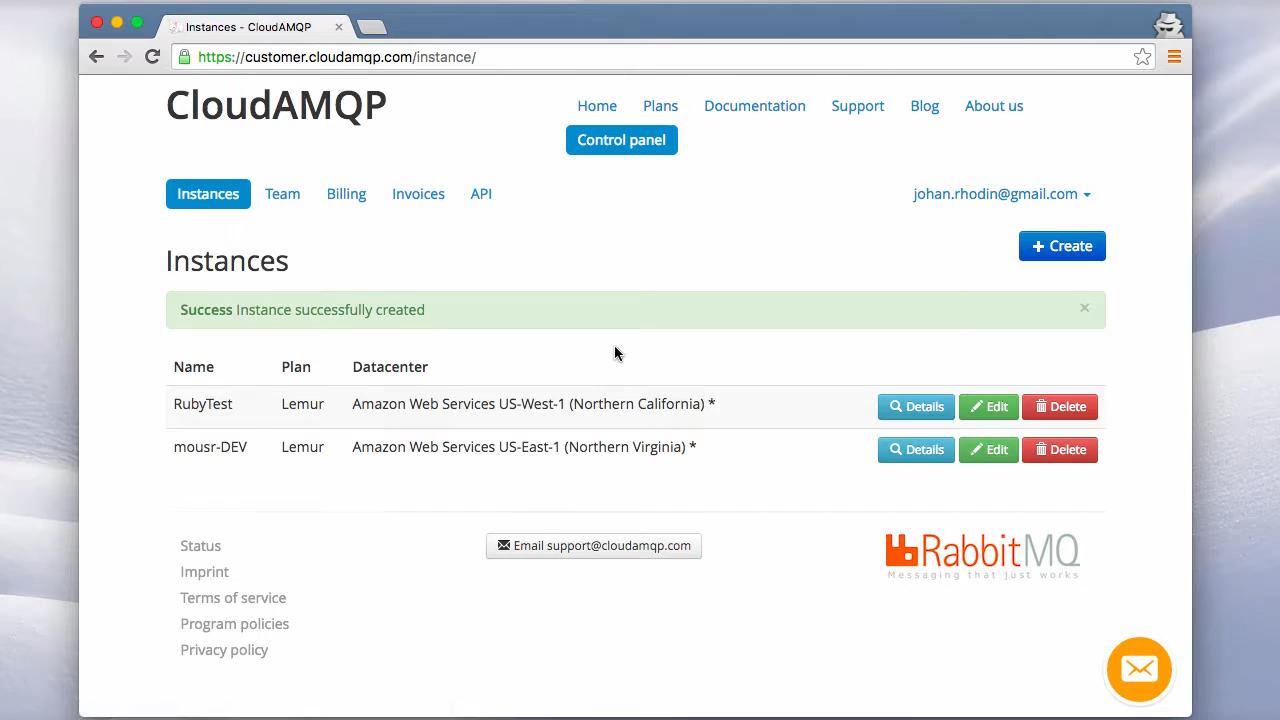 Instances - CloudAMQP
https://customer.cloudamqp.com/instance/
CloudAMQP
Home Plans Documentation Support Blog About us
Control panel
Instances Team Billing Invoices API johan.rhodin@gmail.com
Create
Instances
Success Instance successfully created
Name Plan Datacenter
RubyTest Lemur Amazon Web Services US-West-1 (Northern California) * Details Edit Delete
mousr-DEV Lemur Amazon Web Services US-East-1 (Northern Virginia) * Details Edit Delete
Status
Email support@cloudamqp.com
RabbitMQ
Messaging that just works
Imprint
Terms of service
Program policies
Privacy policy